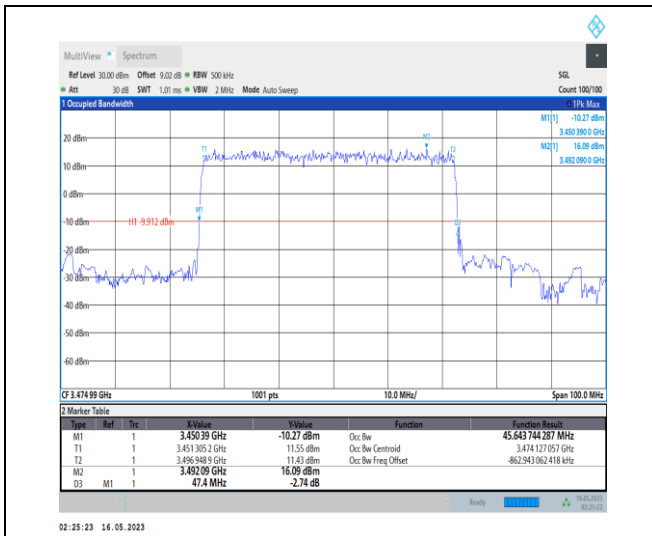 MultiView Spectrum
Ref Level 30.00 dBm Offset 9.02 dB RBW 500 kHz SGL
Att 30 dB SWT 1.01 ms VBW 2 MHz Mode Auto Sweep Count 100/100
1 Occupied Bandwidth 1Pk Max
M1[1] -10.27 dBm
3.450 390 0 GHz
M2[1] 16.09 dBm
3.492 090 0 GHz
20 dBm
M2
T1
T2
10 dBm
0 dBm
M1
-10 dBm
H1 -9.912 dBm
D3
-20 dBm
-30 dBm
-40 dBm
-50 dBm
-60 dBm
CF 3.474 99 GHz 1001 pts 10.0 MHz/ Span 100.0 MHz
2 Marker Table
Type Ref Trc X-Value Y-Value Function Function Result
M1 1 3.45039 GHz -10.27 dBm Occ Bw 45.643 744 287 MHz
T1 1 3.451 305 2 GHz 11.55 dBm Occ Bw Centroid 3.474 127 057 GHz
T2 1 3.496 948 9 GHz 11.43 dBm Occ Bw Freq Offset -862.943 062 418 kHz
M2 1 3.49209 GHz 16.09 dBm
D3 M1 1 47.4 MHz -2.74 dB
Ready 16.05.2023
02:25:22
02:25:23 16.05.2023